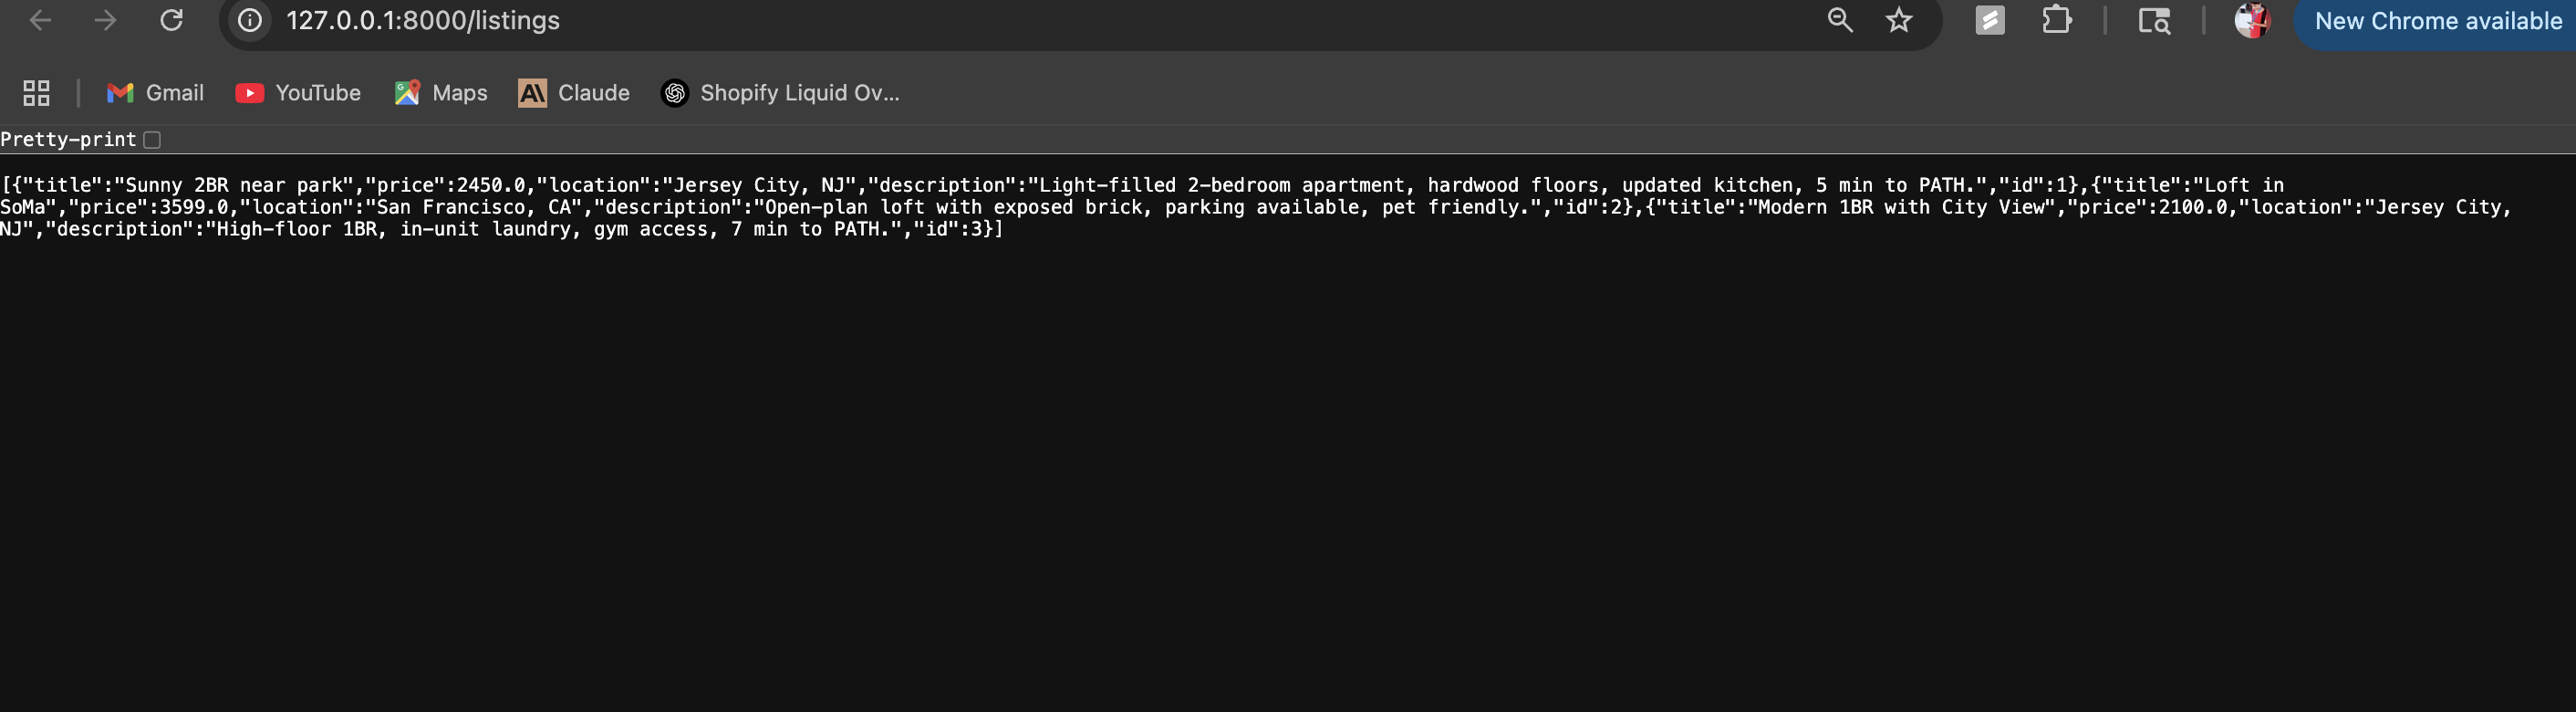 127.0.0.1:8000/listings
New Chrome available
Gmail
YouTube
Maps
Claude
Shopify Liquid Ov...
Pretty-print
[{"title":"Sunny 2BR near park","price":2450.0,"location":"Jersey City, NJ","description":"Light-filled 2-bedroom apartment, hardwood floors, updated kitchen, 5 min to PATH.","id":1},{"title":"Loft in
SoMa","price":3599.0,"location":"San Francisco, CA","description":"Open-plan loft with exposed brick, parking available, pet friendly.","id":2},{"title":"Modern 1BR with City View","price":2100.0,"location":"Jersey City,
NJ","description":"High-floor 1BR, in-unit laundry, gym access, 7 min to PATH.","id":3}]